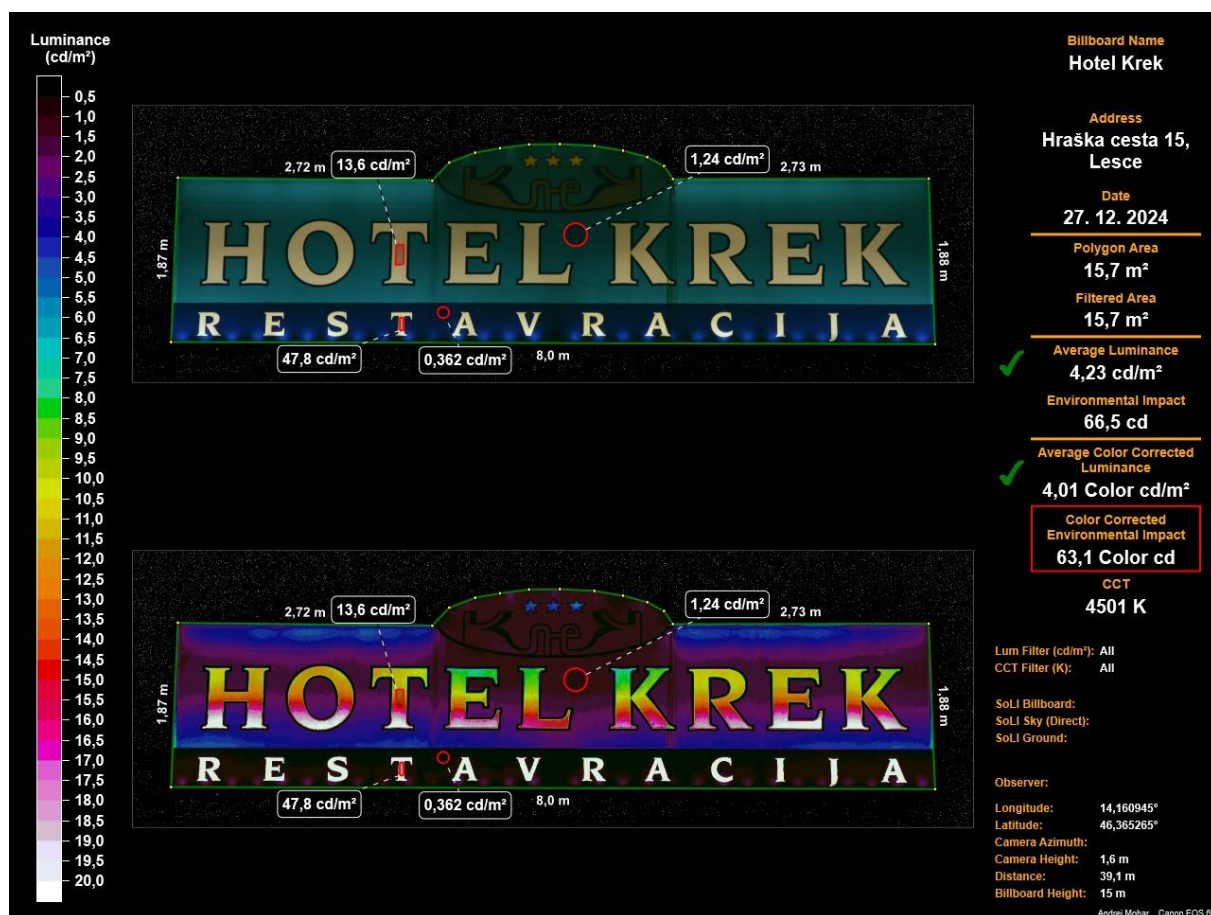 Luminance
(cd/m²)
0,5
1,0
1,5
2,0
2,5
3,0
3,5
4,0
4,5
5,0
5,5
6,0
6,5
7,0
7,5
8,0
8,5
9,0
9,5
10,0
10,5
11,0
11,5
12,0
12,5
13,0
13,5
14,0
14,5
15,0
15,5
16,0
16,5
17,0
17,5
18,0
18,5
19,0
19,5
20,0
2,72 m
13,6 cd/m²
1,24 cd/m²
2,73 m
1,87 m
HOTEL KREK
1,88 m
RESTAVRACIJA
47,8 cd/m²
0,362 cd/m²
8,0 m
2,72 m
13,6 cd/m²
1,24 cd/m²
2,73 m
1,87 m
HOTEL KREK
1,88 m
RESTAVRACIJA
47,8 cd/m²
0,362 cd/m²
8,0 m
Billboard Name
Hotel Krek
Address
Hraška cesta 15,
Lesce
Date
27. 12. 2024
Polygon Area
15,7 m²
Filtered Area
15,7 m²
Average Luminance
4,23 cd/m²
Environmental Impact
66,5 cd
Average Color Corrected
Luminance
4,01 Color cd/m²
Color Corrected
Environmental Impact
63,1 Color cd
CCT
4501 K
Lum Filter (cd/m²): All
CCT Filter (K): All
SoLI Billboard:
SoLI Sky (Direct):
SoLI Ground:
Observer:
Longitude: 14,160945°
Latitude: 46,365265°
Camera Azimuth:
Camera Height: 1,6 m
Distance: 39,1 m
Billboard Height: 15 m
Andrej Mohar Canon EOS